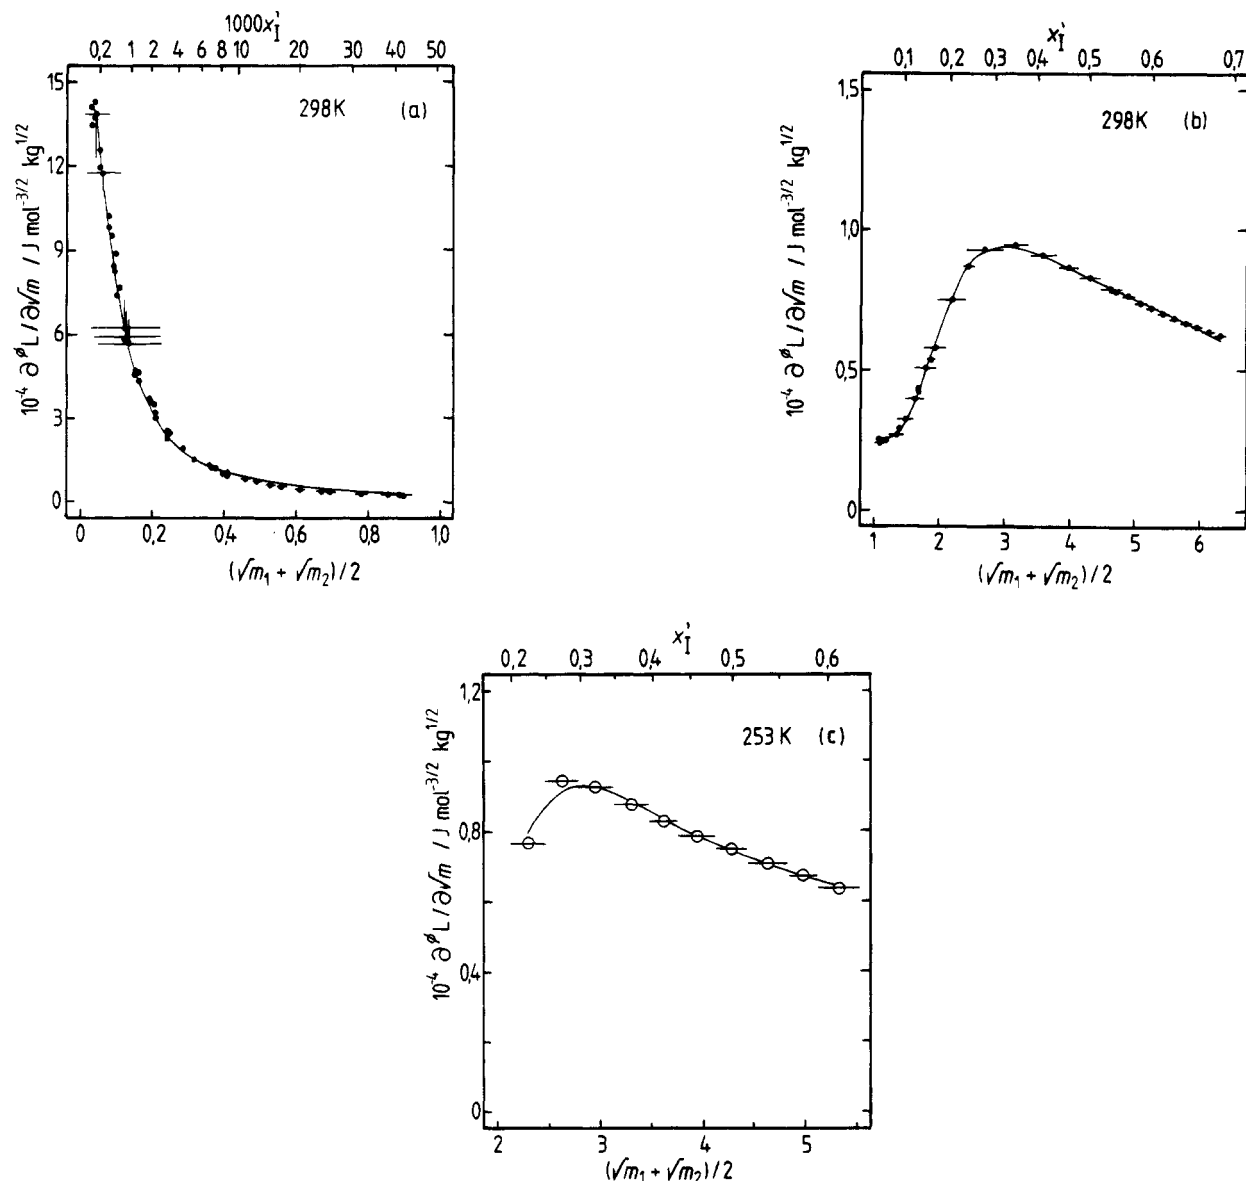 1000x'I
0,2 1 2 4 6 8 10 20 30 40 50
15
12
9
6
3
0
10⁻⁴ ∂ᶲL/∂√m / J mol⁻³/² kg¹/²
298K (a)
0 0,2 0,4 0,6 0,8 1,0
(√m₁ + √m₂)/2
x'I
0,1 0,2 0,3 0,4 0,5 0,6 0,7
1,5
1,0
0,5
0
10⁻⁴ ∂ᶲL/∂√m / J mol⁻³/² kg¹/²
298K (b)
1 2 3 4 5 6
(√m₁ + √m₂)/2
x'I
0,2 0,3 0,4 0,5 0,6
1,2
0,8
0,4
0
10⁻⁴ ∂ᶲL/∂√m / J mol⁻³/² kg¹/²
253K (c)
2 3 4 5
(√m₁ + √m₂)/2